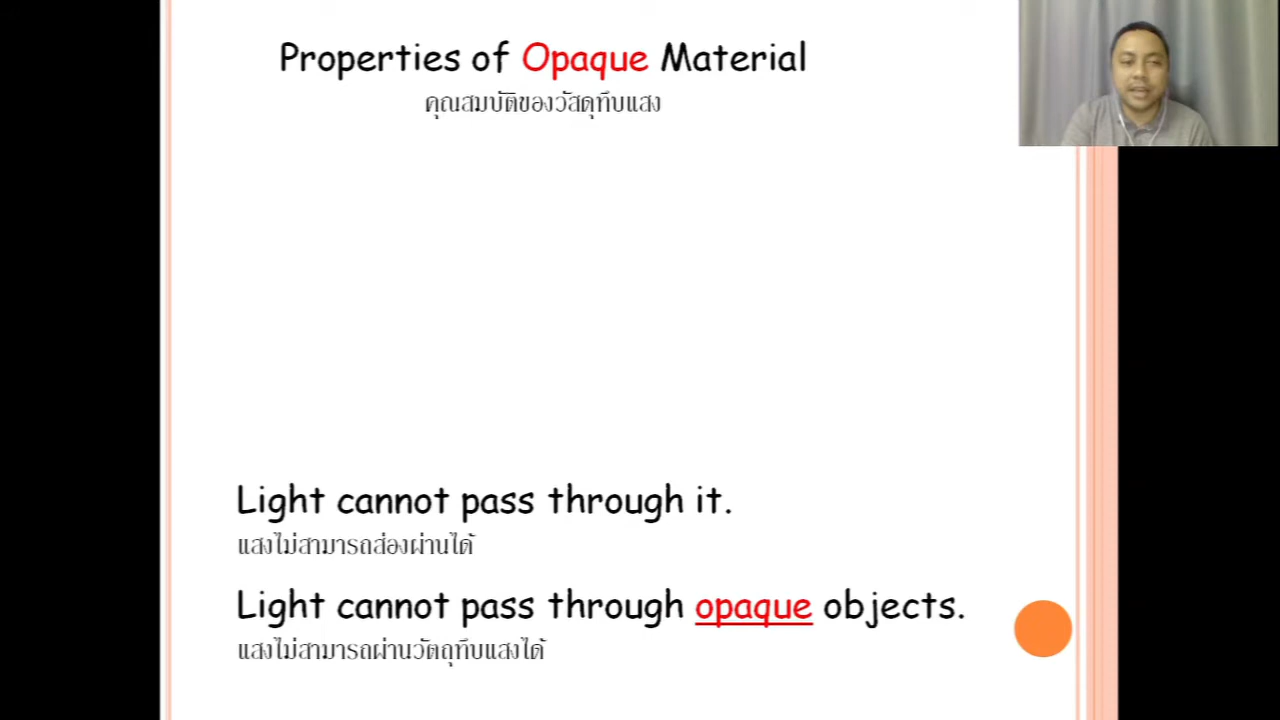 Properties of Opaque Material
คุณสมบัติของวัสดุทึบแสง
Light cannot pass through it.
แสงไม่สามารถส่องผ่านได้
Light cannot pass through opaque objects.
แสงไม่สามารถผ่านวัตถุทึบแสงได้